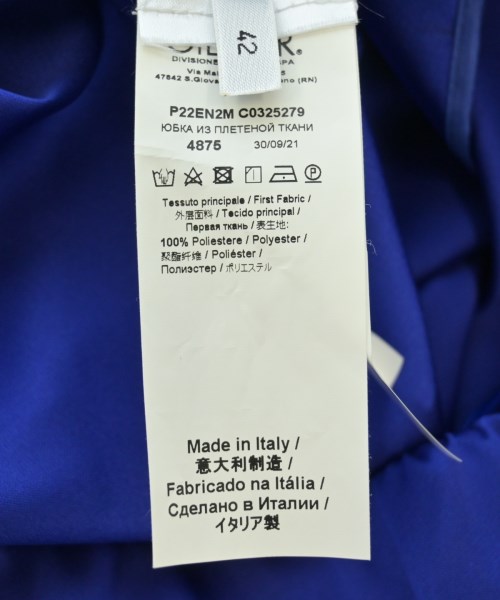 42
DIVISIONE
Via
47842 S.Giova
(RN)
P22EN2M C0325279
ЮБКА ИЗ ПЛЕТЕНОЙ ТКАНИ
4875 30/09/21
Tessuto principale / First Fabric /
外层面料 / Tecido principal /
Первая ткань / 表生地:
100% Poliestere / Polyester /
聚酯纤维 / Poliéster /
Полиэстер / ポリエステル
Made in Italy /
意大利制造 /
Fabricado na Itália /
Сделано в Италии /
イタリア製